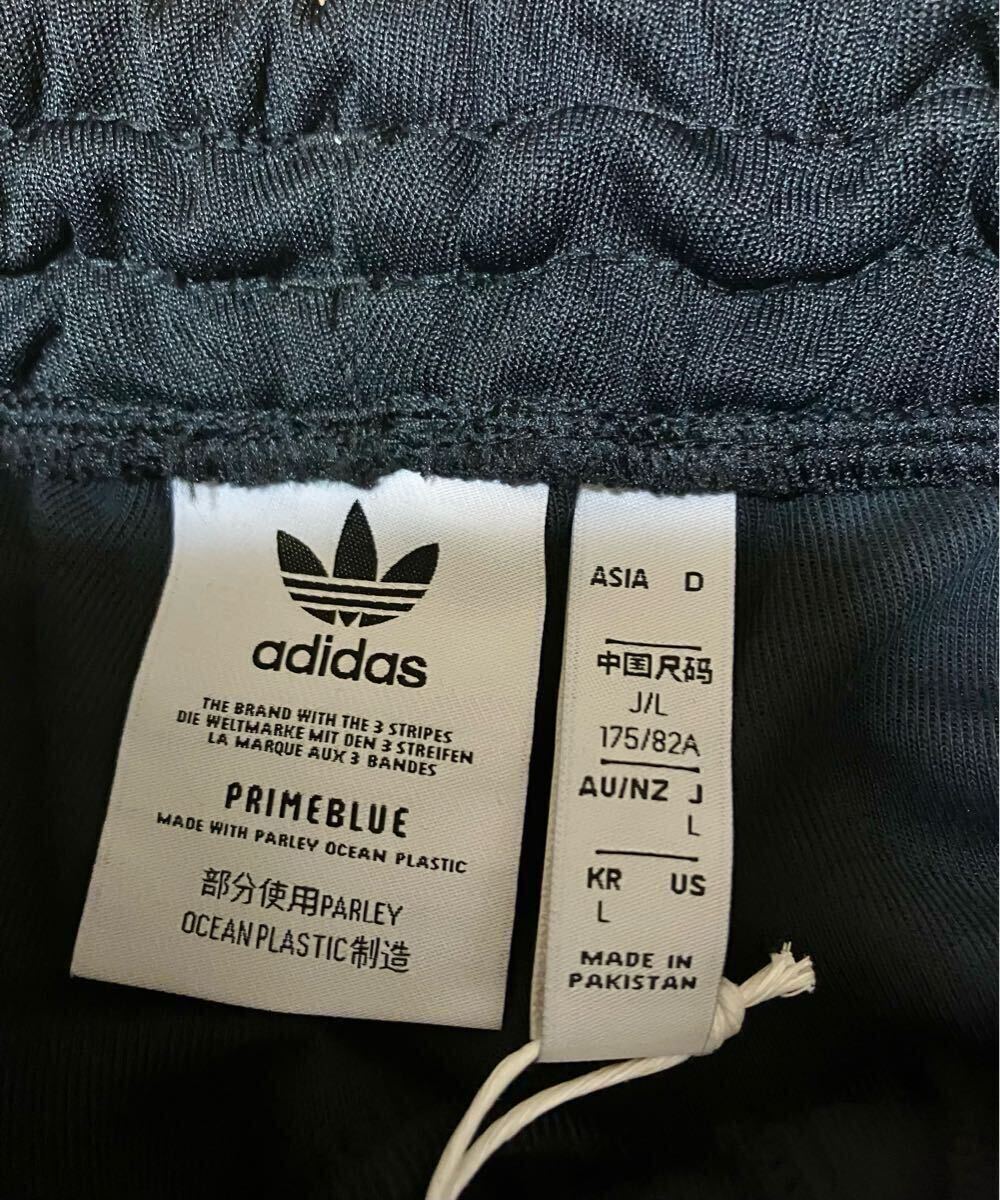 adidas
THE BRAND WITH THE 3 STRIPES
DIE WELTMARKE MIT DEN 3 STREIFEN
LA MARQUE AUX 3 BANDES
PRIMEBLUE
MADE WITH PARLEY OCEAN PLASTIC
部分使用PARLEY
OCEAN PLASTIC制造
ASIA D
中国尺码
J/L
175/82A
AU/NZ J
L
KR US
L
MADE IN
PAKISTAN